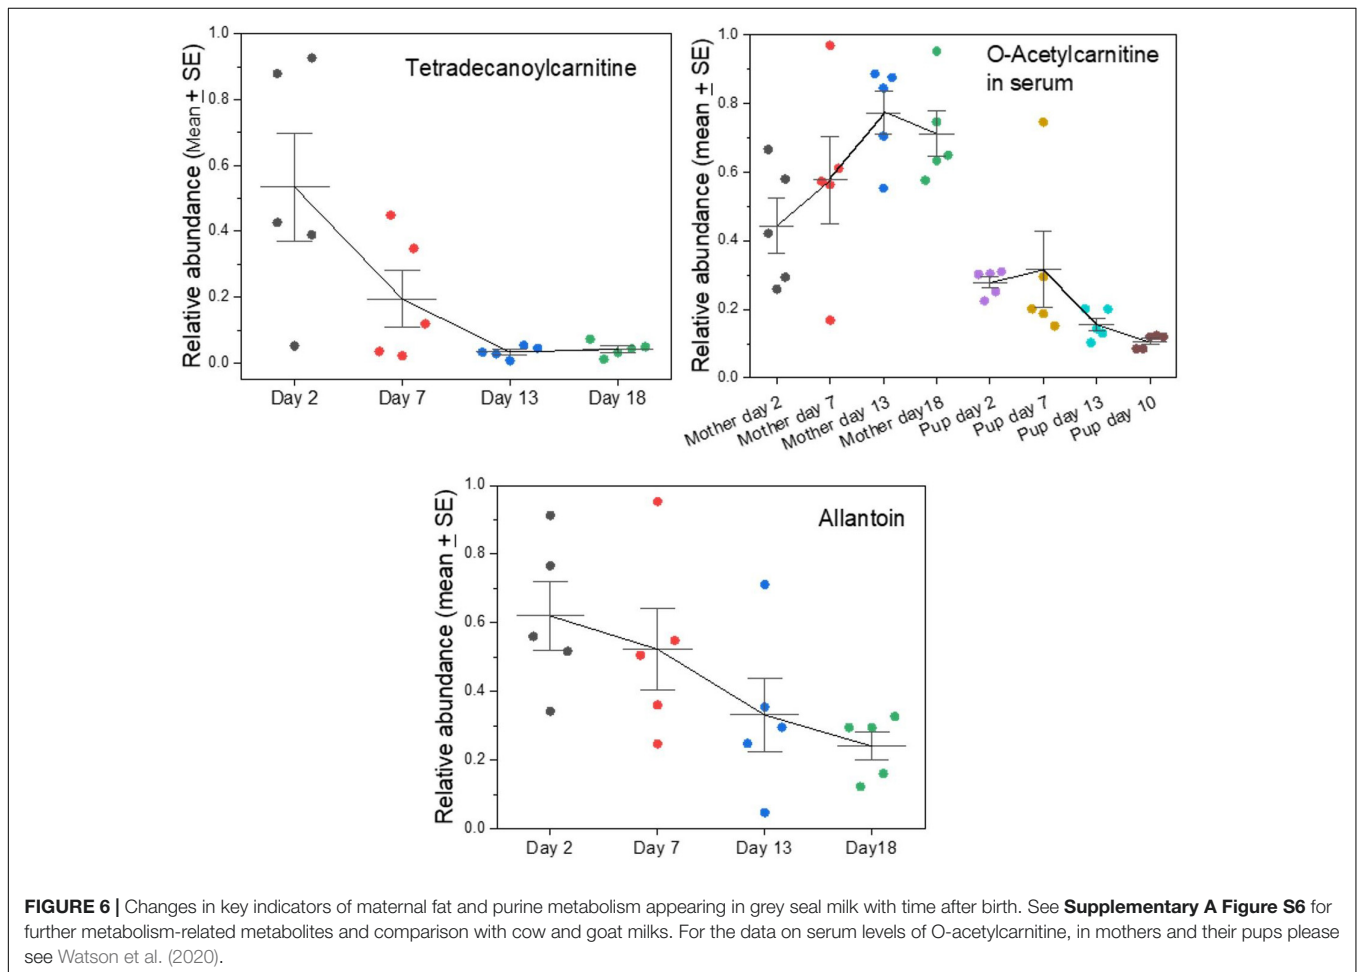 Tetradecanoylcarnitine
Relative abundance (Mean ± SE)
1.0
0.8
0.6
0.4
0.2
0.0
Day 2 Day 7 Day 13 Day 18
O-Acetylcarnitine
in serum
Relative abundance (mean ± SE)
1.0
0.8
0.6
0.4
0.2
0.0
Mother day 2 Mother day 7 Mother day 13 Mother day18 Pup day 2 Pup day 7 Pup day 13 Pup day 10
Allantoin
Relative abundance (mean ± SE)
1.0
0.8
0.6
0.4
0.2
0.0
Day 2 Day 7 Day 13 Day18
FIGURE 6 | Changes in key indicators of maternal fat and purine metabolism appearing in grey seal milk with time after birth. See Supplementary A Figure S6 for
further metabolism-related metabolites and comparison with cow and goat milks. For the data on serum levels of O-acetylcarnitine, in mothers and their pups please
see Watson et al. (2020).